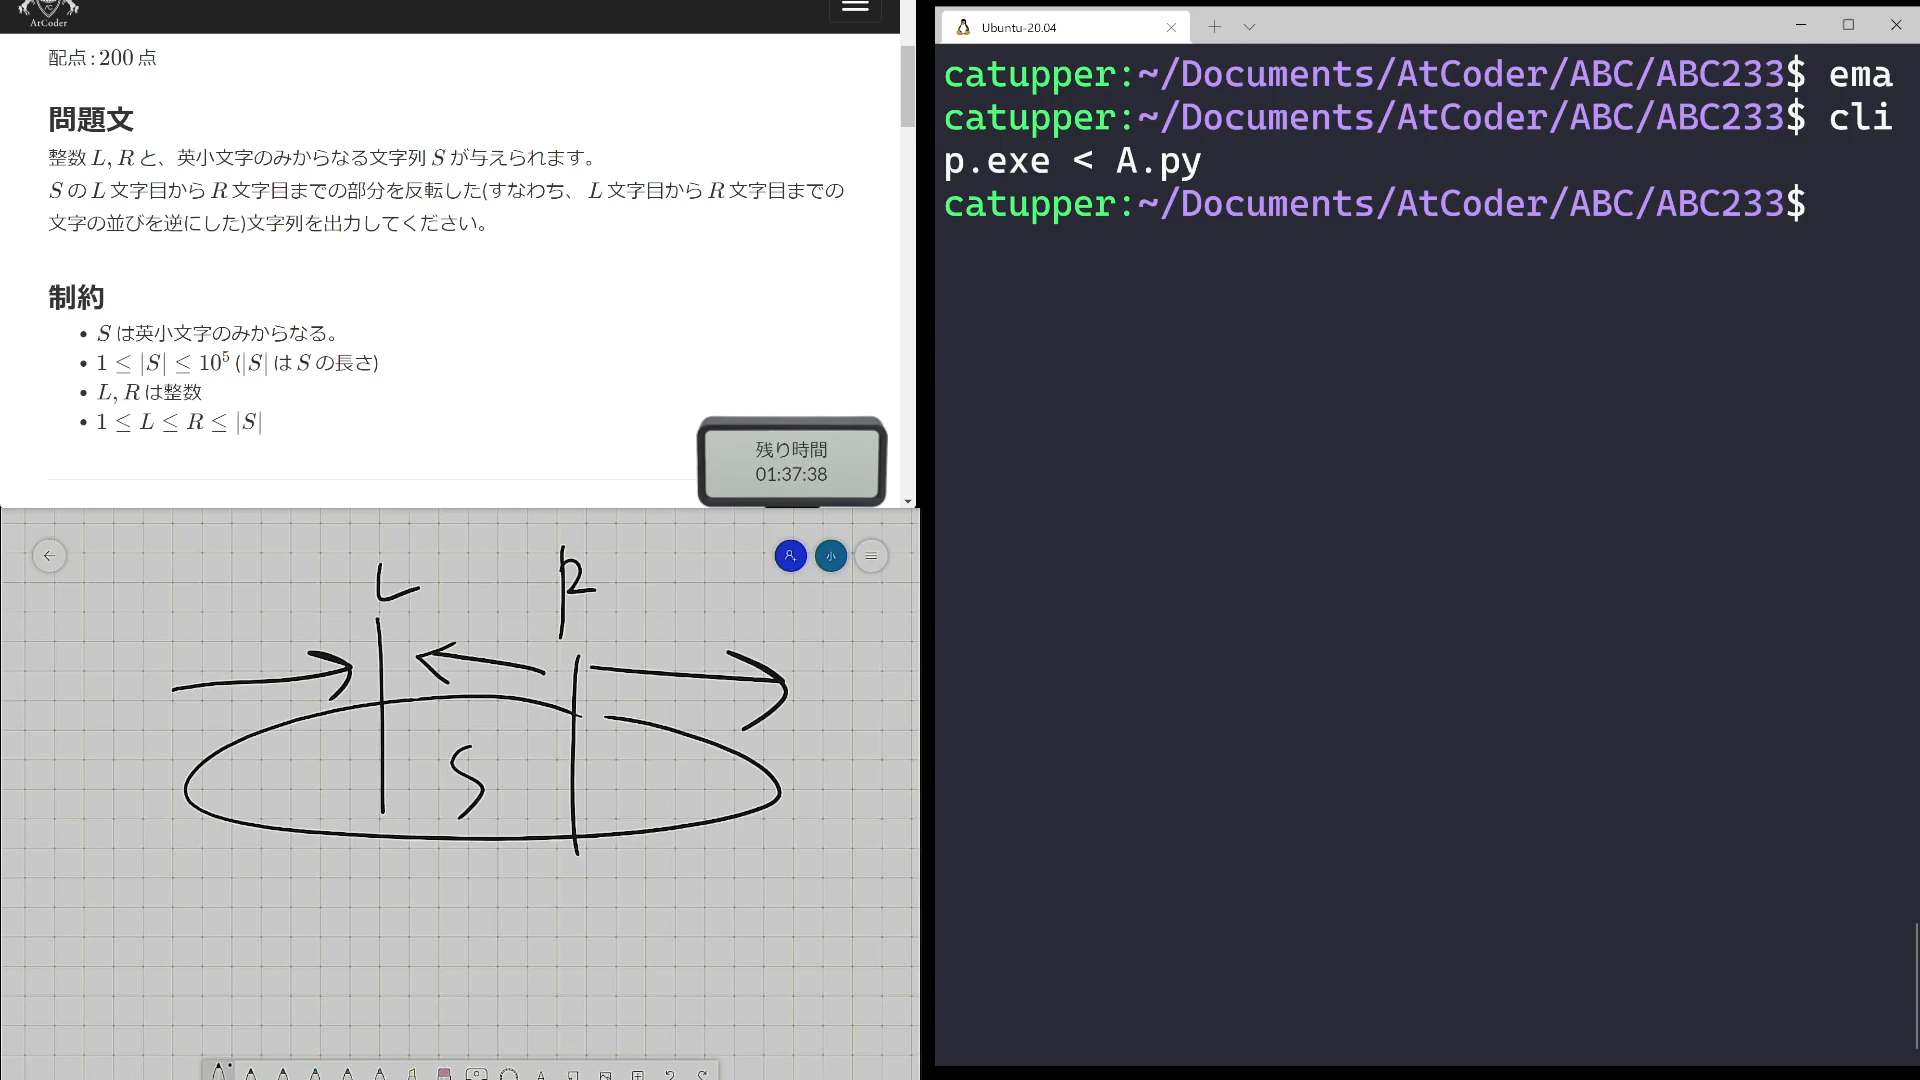 AtCoder
配点 : 200 点
問題文
整数 L, R と、英小文字のみからなる文字列 S が与えられます。
S の L 文字目から R 文字目までの部分を反転した(すなわち、 L 文字目から R 文字目までの
文字の並びを逆にした)文字列を出力してください。
制約
• S は英小文字のみからなる。
• 1 ≤ |S| ≤ 10⁵ (|S| は S の長さ)
• L, R は整数
• 1 ≤ L ≤ R ≤ |S|
残り時間
01:37:38
小
L R
S
Ubuntu-20.04
catupper:~/Documents/AtCoder/ABC/ABC233$ ema
catupper:~/Documents/AtCoder/ABC/ABC233$ cli
p.exe < A.py
catupper:~/Documents/AtCoder/ABC/ABC233$